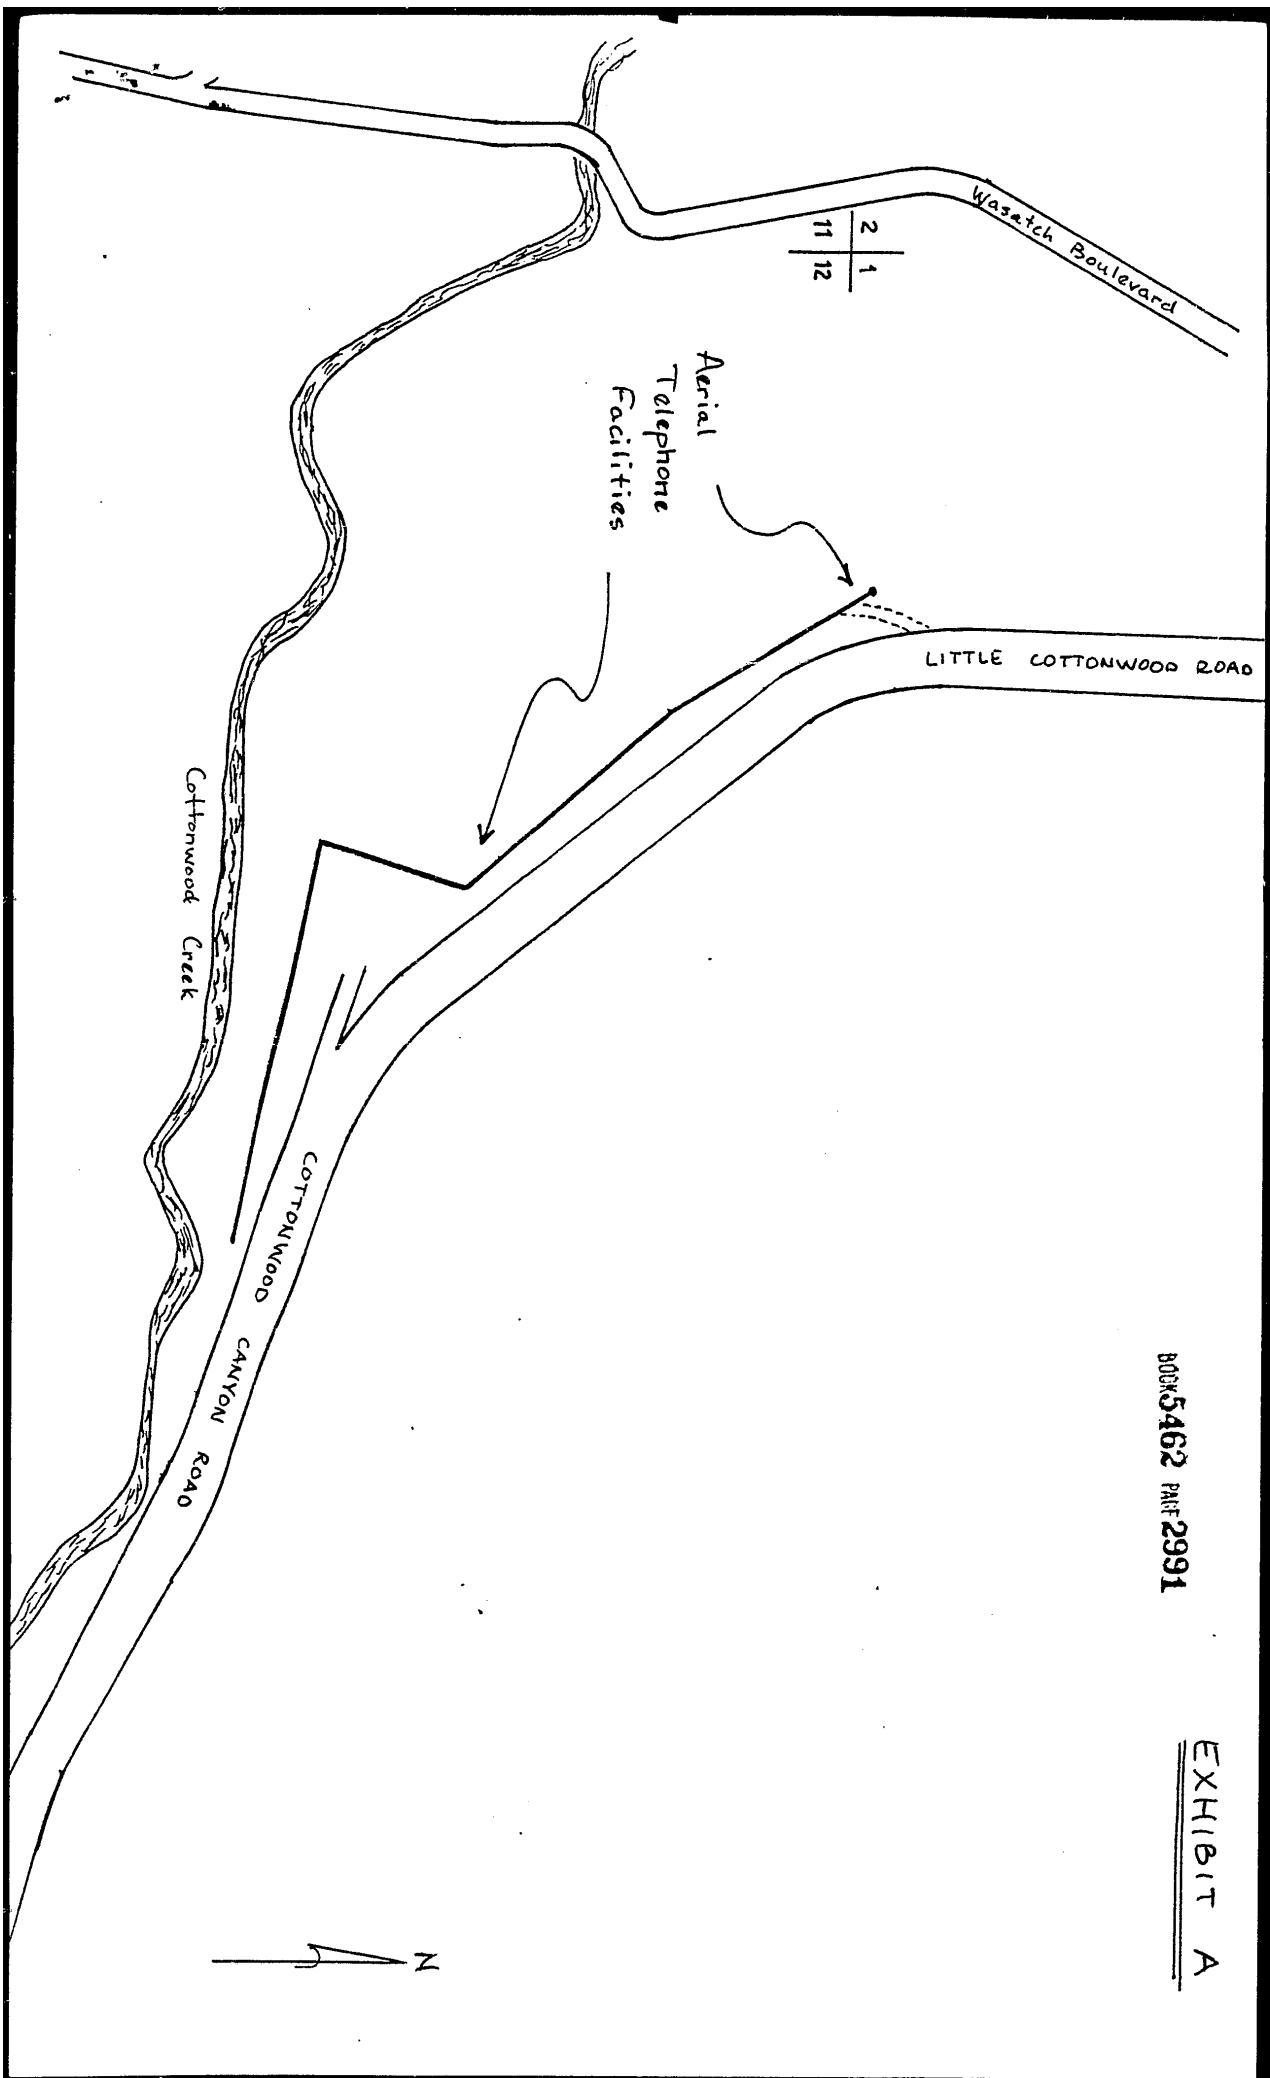 EXHIBIT A
BOOK 5462 PAGE 2991
Wasatch Boulevard
2 1
11 12
LITTLE COTTONWOOD ROAD
Aerial
Telephone
Facilities
COTTONWOOD CANYON ROAD
Cottonwood Creek
N